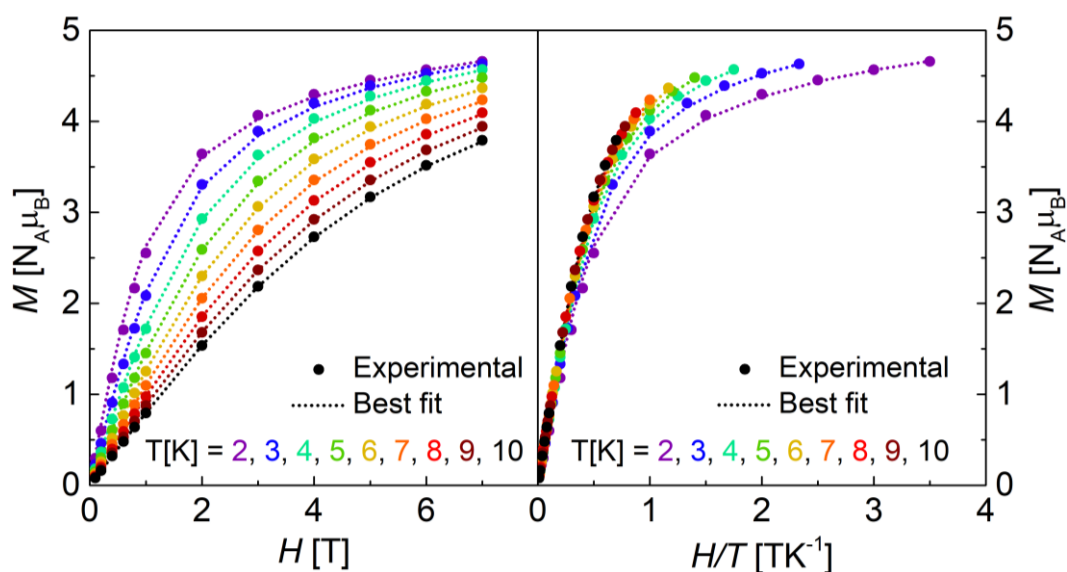 5
4
3
2
1
0
M [N_Aμ_B]
0 2 4 6
H [T]
Experimental
Best fit
T[K] = 2, 3, 4, 5, 6, 7, 8, 9, 10
0 1 2 3 4
H/T [TK⁻¹]
Experimental
Best fit
T[K] = 2, 3, 4, 5, 6, 7, 8, 9, 10
5
4
3
2
1
0
M [N_Aμ_B]